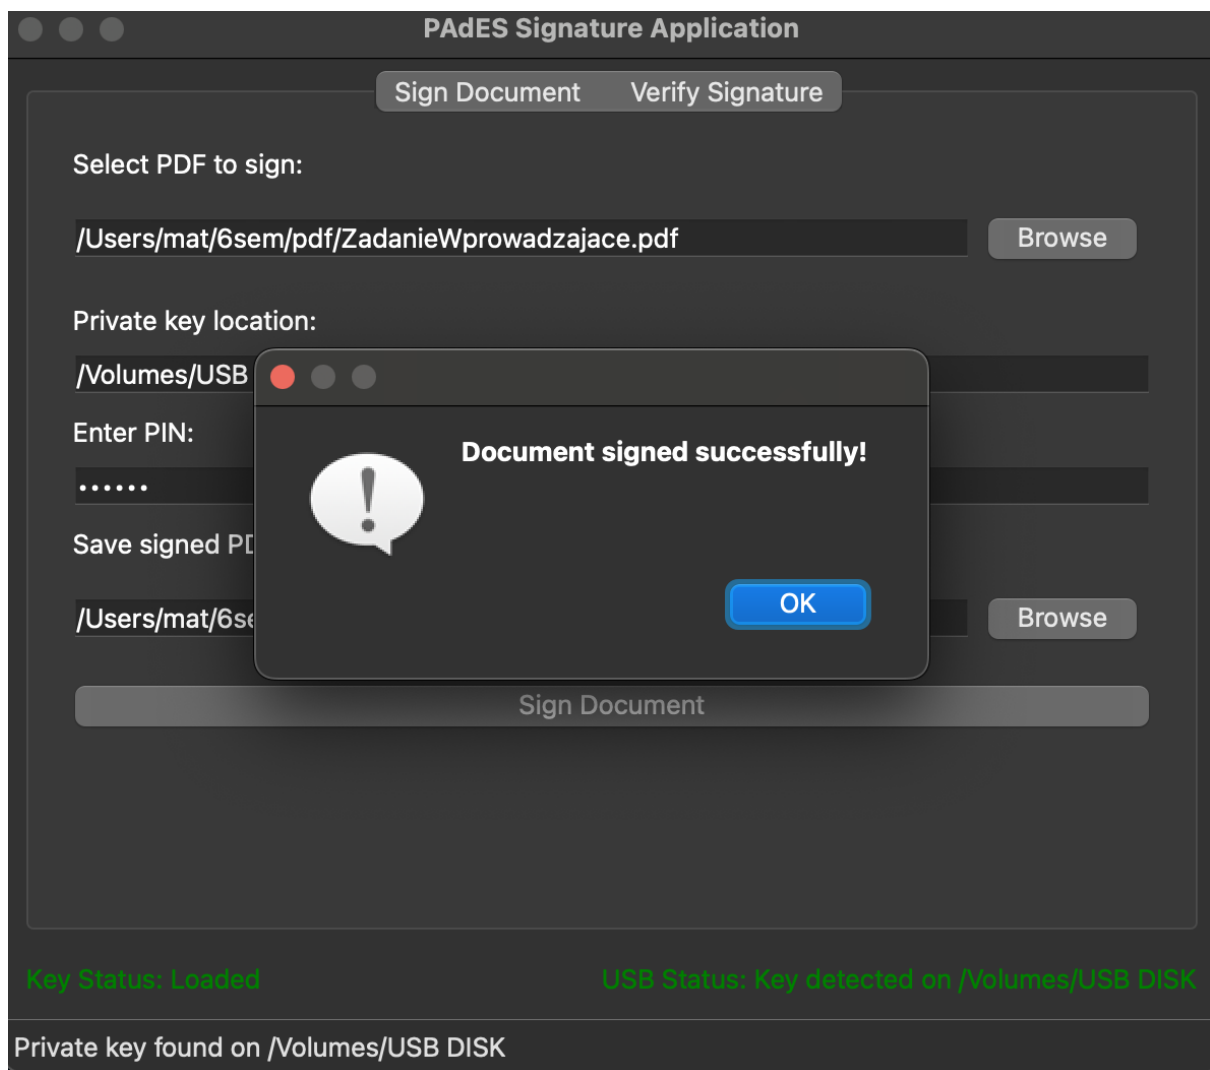 PAdES Signature Application
Sign Document Verify Signature
Select PDF to sign:
/Users/mat/6sem/pdf/ZadanieWprowadzajace.pdf Browse
Private key location:
/Volumes/USB
Document signed successfully!
Enter PIN:
••••••
Save signed
OK
/Users/mat/ Browse
Sign Document
Key Status: Loaded USB Status: Key detected on /Volumes/USB DISK
Private key found on /Volumes/USB DISK